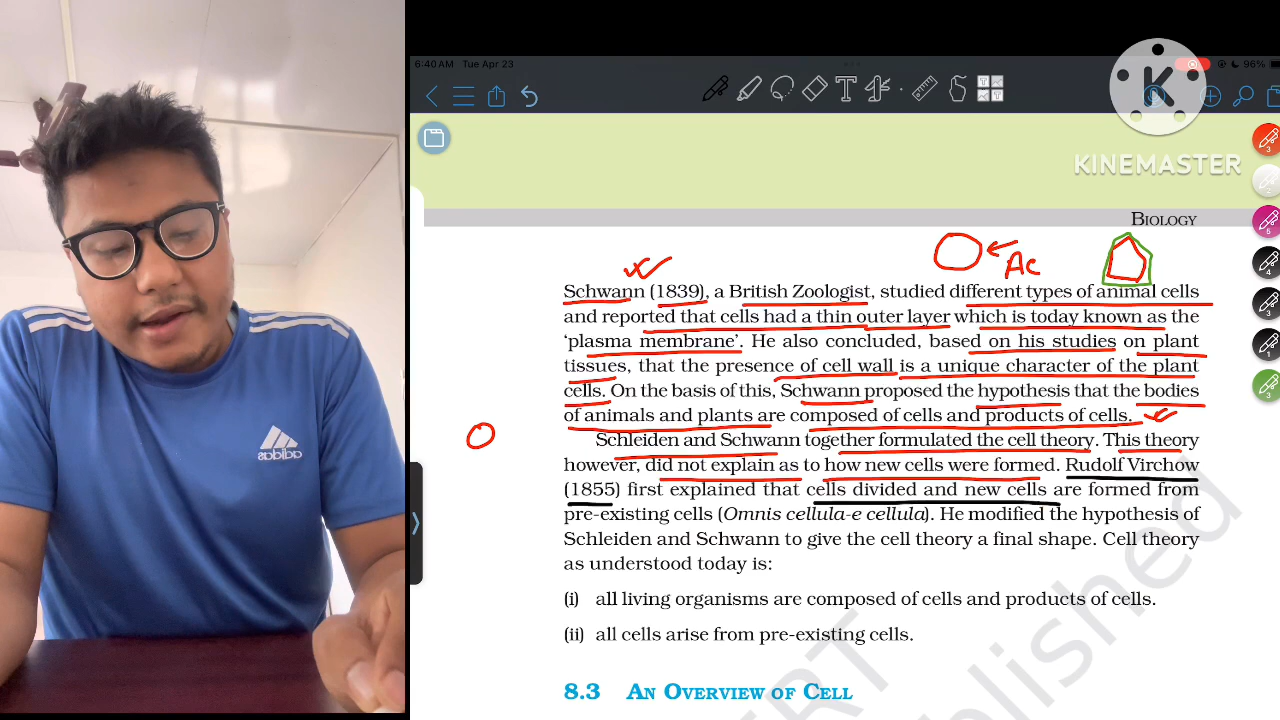 6:40 AM Tue Apr 23
96%
K
KINEMASTER
BIOLOGY
Ac
Schwann (1839), a British Zoologist, studied different types of animal cells
and reported that cells had a thin outer layer which is today known as the
‘plasma membrane’. He also concluded, based on his studies on plant
tissues, that the presence of cell wall is a unique character of the plant
cells. On the basis of this, Schwann proposed the hypothesis that the bodies
of animals and plants are composed of cells and products of cells.
Schleiden and Schwann together formulated the cell theory. This theory
however, did not explain as to how new cells were formed. Rudolf Virchow
(1855) first explained that cells divided and new cells are formed from
pre-existing cells (Omnis cellula-e cellula). He modified the hypothesis of
Schleiden and Schwann to give the cell theory a final shape. Cell theory
as understood today is:
(i) all living organisms are composed of cells and products of cells.
(ii) all cells arise from pre-existing cells.
8.3 AN OVERVIEW OF CELL
adidas